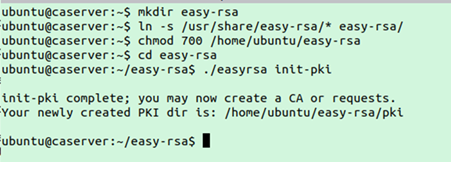 ubuntu@caserver:~$ mkdir easy-rsa
ubuntu@caserver:~$ ln -s /usr/share/easy-rsa/* easy-rsa/
ubuntu@caserver:~$ chmod 700 /home/ubuntu/easy-rsa
ubuntu@caserver:~$ cd easy-rsa
ubuntu@caserver:~/easy-rsa$ ./easyrsa init-pki
init-pki complete; you may now create a CA or requests.
Your newly created PKI dir is: /home/ubuntu/easy-rsa/pki
ubuntu@caserver:~/easy-rsa$